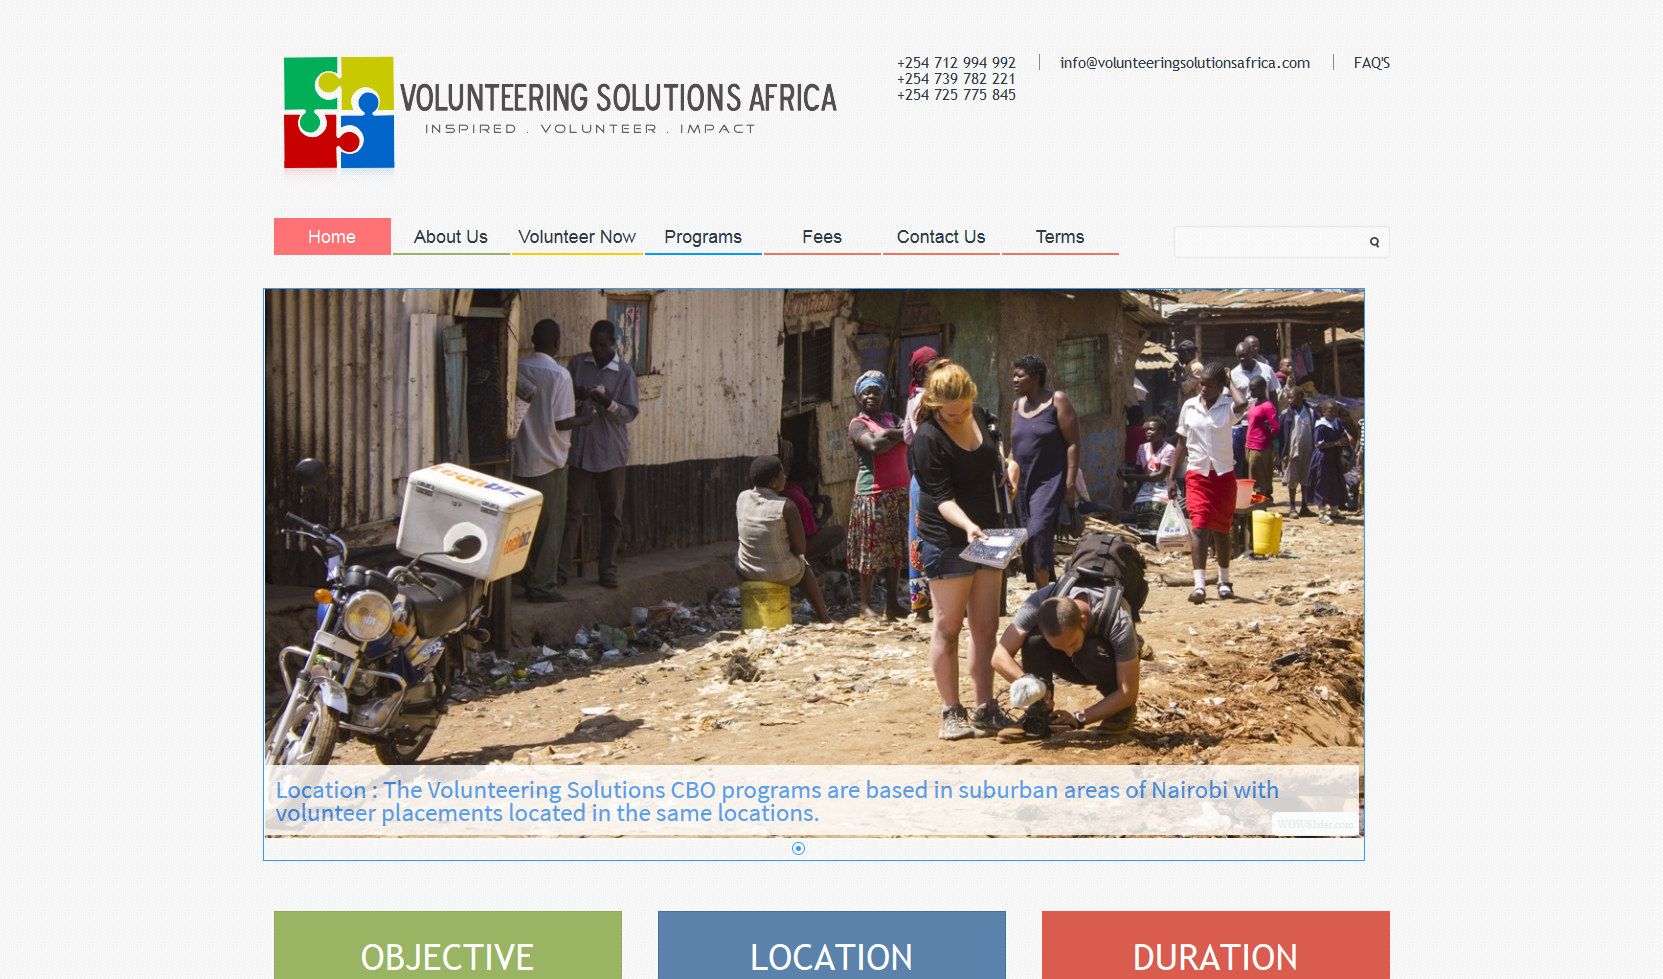 VOLUNTEERING SOLUTIONS AFRICA
INSPIRED . VOLUNTEER . IMPACT
+254 712 994 992
+254 739 782 221
+254 725 775 845
info@volunteeringsolutionsafrica.com
FAQ'S
Home
About Us
Volunteer Now
Programs
Fees
Contact Us
Terms
techbiz
techbiz
Location : The Volunteering Solutions CBO programs are based in suburban areas of Nairobi with
volunteer placements located in the same locations.
WOWSlider.com
OBJECTIVE
LOCATION
DURATION